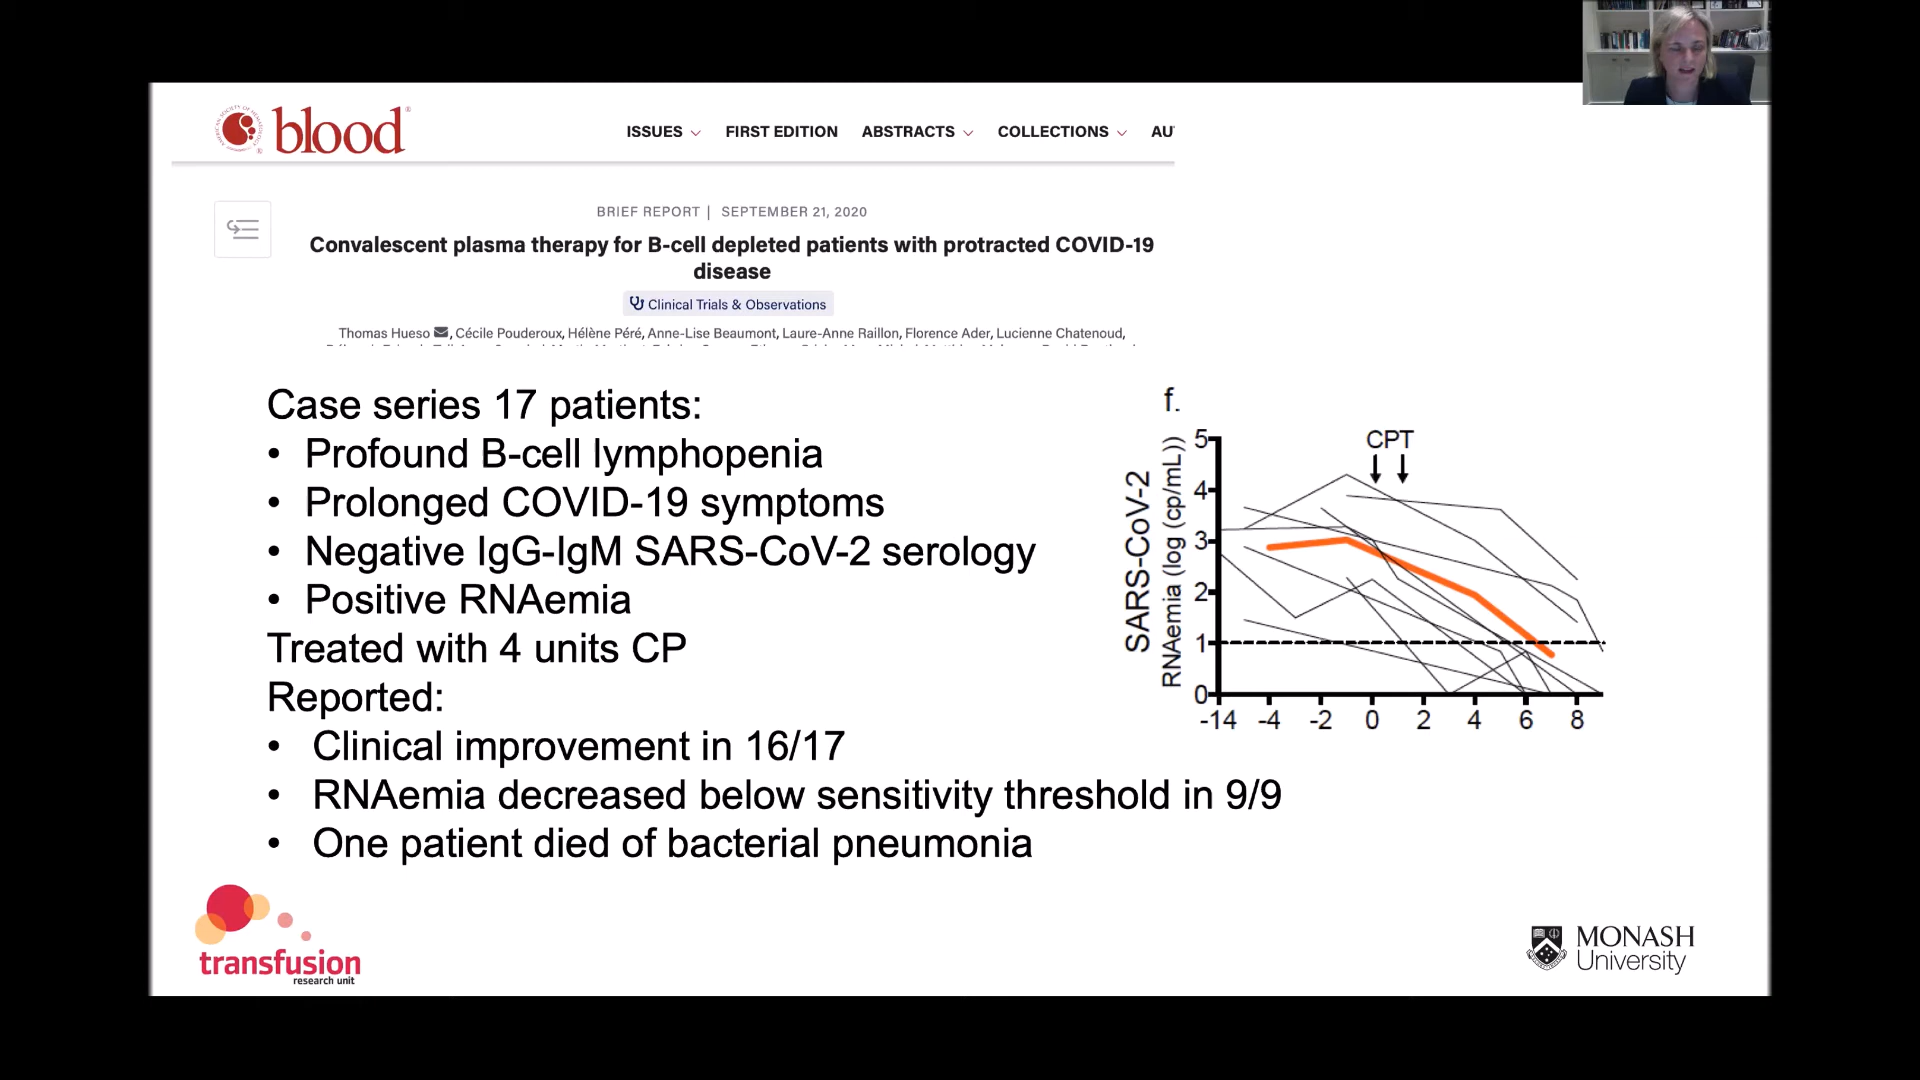 blood
ISSUES FIRST EDITION ABSTRACTS COLLECTIONS AU
BRIEF REPORT | SEPTEMBER 21, 2020
Convalescent plasma therapy for B-cell depleted patients with protracted COVID-19
disease
Clinical Trials & Observations
Thomas Hueso, Cécile Pouderoux, Hélène Péré, Anne-Lise Beaumont, Laure-Anne Raillon, Florence Ader, Lucienne Chatenoud,
Case series 17 patients:
• Profound B-cell lymphopenia
• Prolonged COVID-19 symptoms
• Negative IgG-IgM SARS-CoV-2 serology
• Positive RNAemia
Treated with 4 units CP
Reported:
• Clinical improvement in 16/17
• RNAemia decreased below sensitivity threshold in 9/9
• One patient died of bacterial pneumonia
f.
CPT
SARS-CoV-2
RNAemia (log (cp/mL))
5
4
3
2
1
0
-14 -4 -2 0 2 4 6 8
transfusion
research unit
MONASH
University